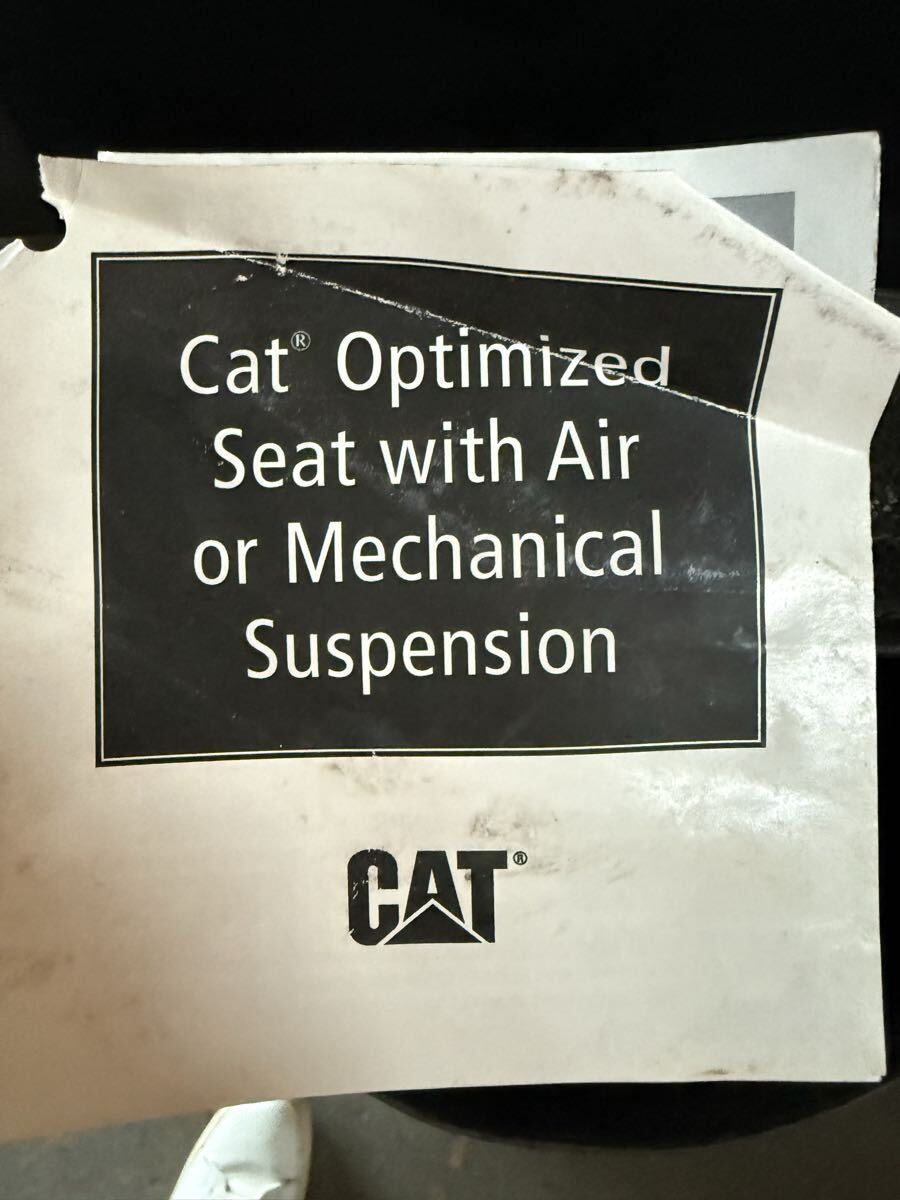 Cat® Optimized
Seat with Air
or Mechanical
Suspension
CAT®